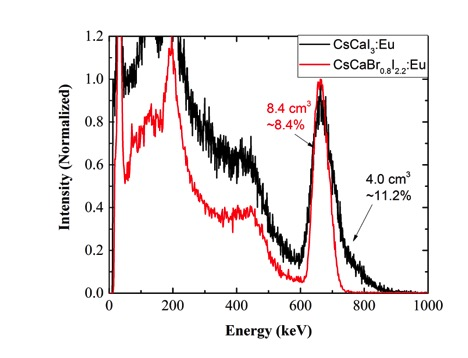 1.2
1.0
0.8
0.6
0.4
0.2
0.0
Intensity (Normalized)
CsCaI₃:Eu
CsCaBr₀.₈I₂.₂:Eu
8.4 cm³
~8.4%
4.0 cm³
~11.2%
0 200 400 600 800 1000
Energy (keV)